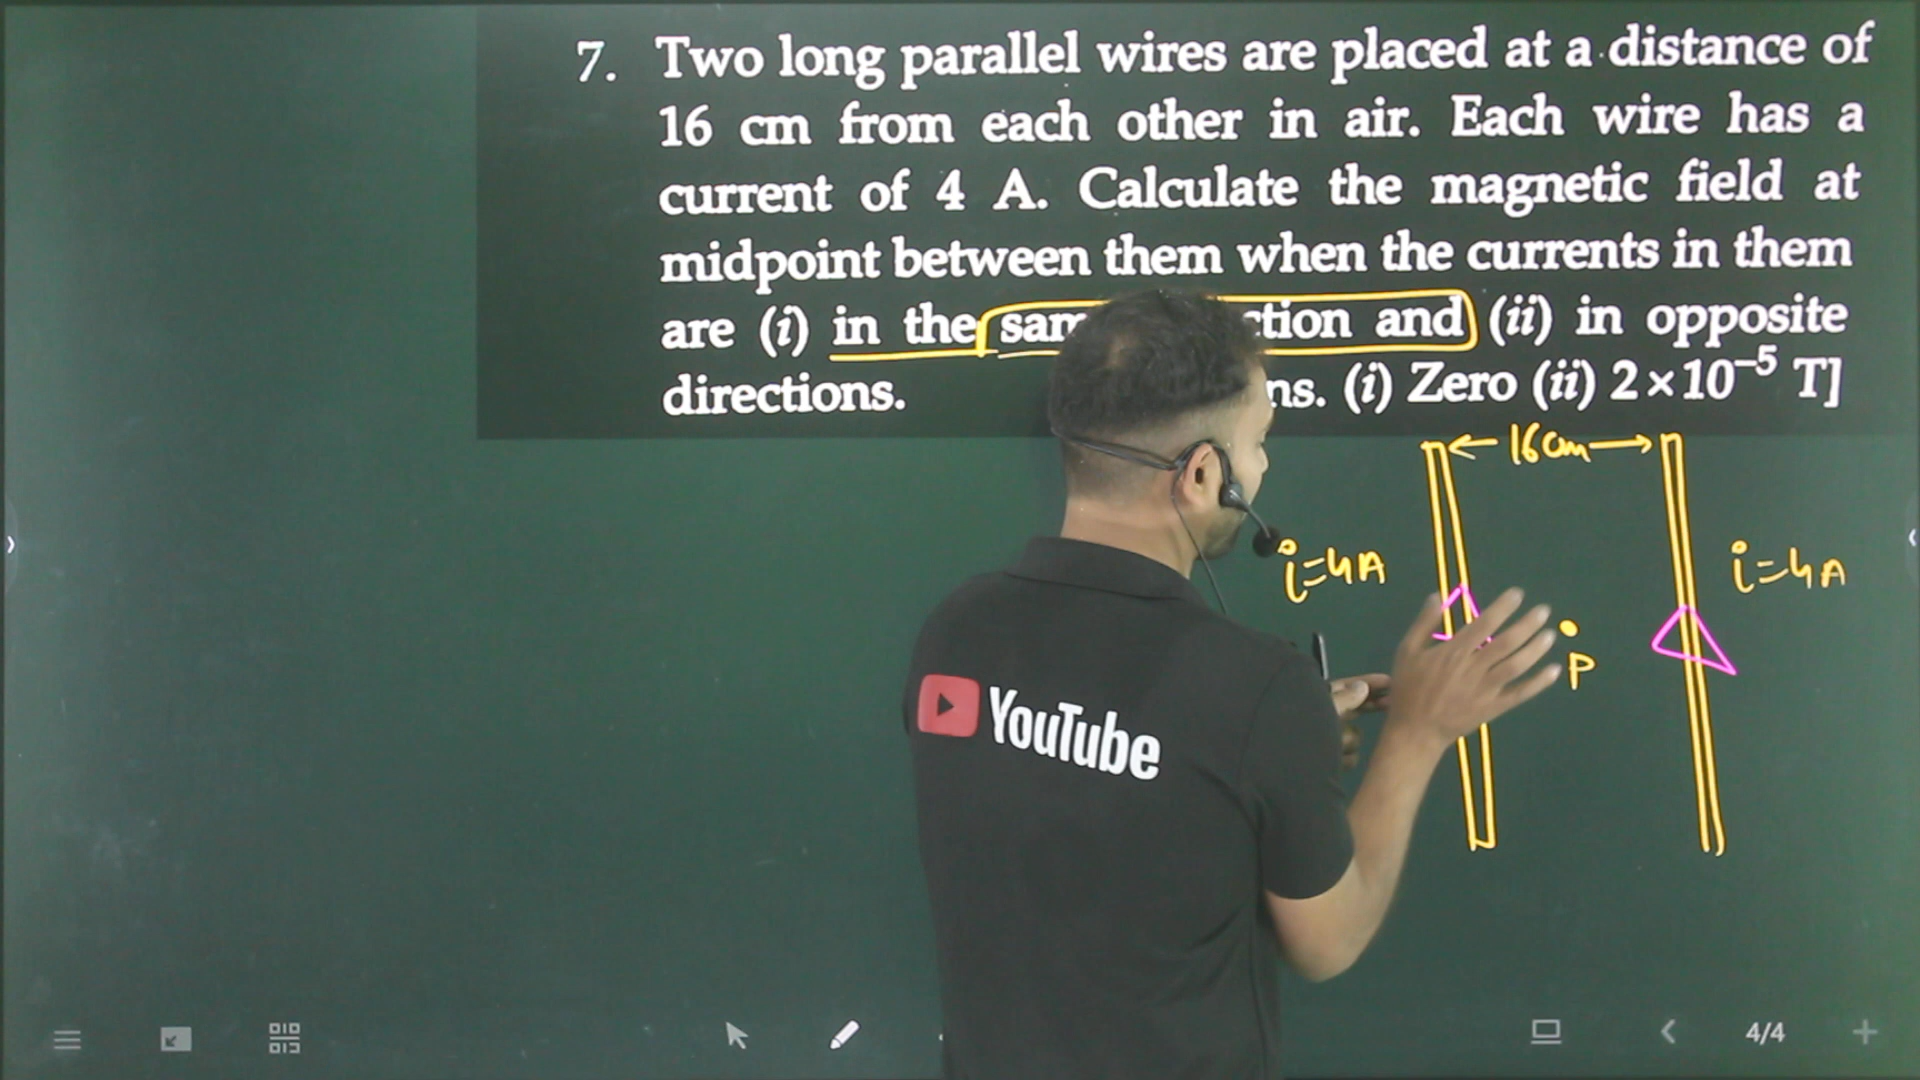 7. Two long parallel wires are placed at a distance of
16 cm from each other in air. Each wire has a
current of 4 A. Calculate the magnetic field at
midpoint between them when the currents in them
are (i) in the and (ii) in opposite
directions. (i) Zero (ii) 2×10⁻⁵ T]
16cm
i=4A
i=4A
P
YouTube
4/4